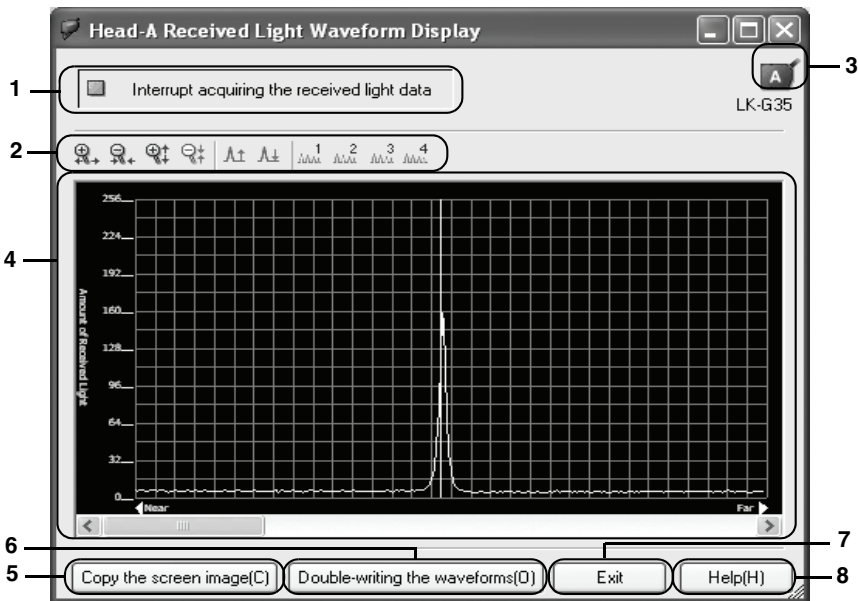 Head-A Received Light Waveform Display
1
Interrupt acquiring the received light data
A
3
LK-G35
2
1 2 3 4
4
256
224
192
160
128
96
64
32
0
Amount of Received Light
Near
Far
6
7
5
Copy the screen image(C)
Double-writing the waveforms(O)
Exit
Help(H)
8